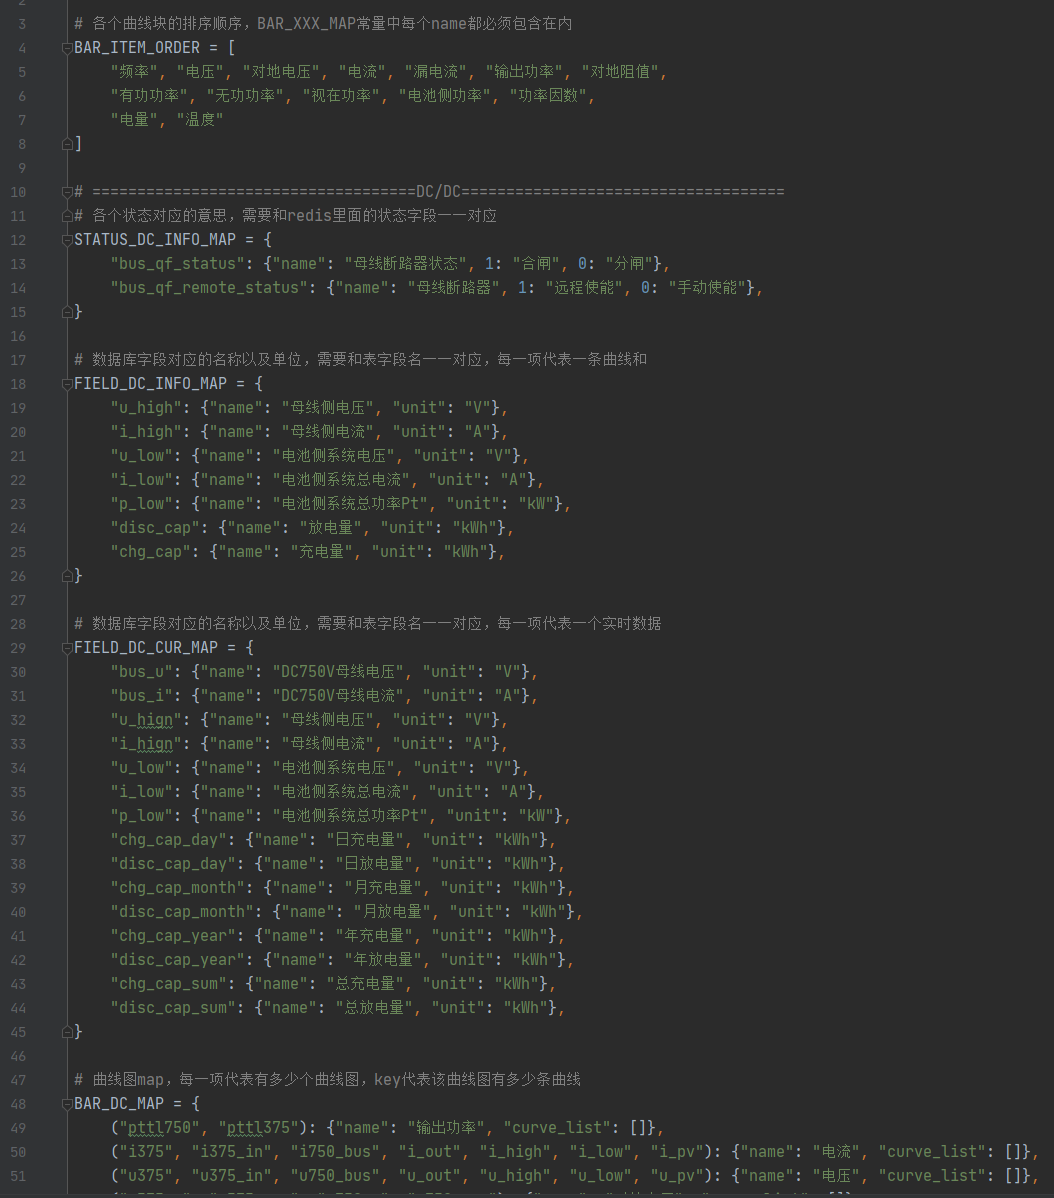 2
3 # 各个曲线块的排序顺序，BAR_XXX_MAP常量中每个name都必须包含在内
4 BAR_ITEM_ORDER = [
5 "频率", "电压", "对地电压", "电流", "漏电流", "输出功率", "对地阻值",
6 "有功功率", "无功功率", "视在功率", "电池侧功率", "功率因数",
7 "电量", "温度"
8 ]
9
10 # ====================================DC/DC====================================
11 # 各个状态对应的意思，需要和redis里面的状态字段一一对应
12 STATUS_DC_INFO_MAP = {
13 "bus_qf_status": {"name": "母线断路器状态", 1: "合闸", 0: "分闸"},
14 "bus_qf_remote_status": {"name": "母线断路器", 1: "远程使能", 0: "手动使能"},
15 }
16
17 # 数据库字段对应的名称以及单位，需要和表字段名一一对应，每一项代表一条曲线和
18 FIELD_DC_INFO_MAP = {
19 "u_high": {"name": "母线侧电压", "unit": "V"},
20 "i_high": {"name": "母线侧电流", "unit": "A"},
21 "u_low": {"name": "电池侧系统电压", "unit": "V"},
22 "i_low": {"name": "电池侧系统总电流", "unit": "A"},
23 "p_low": {"name": "电池侧系统总功率Pt", "unit": "kW"},
24 "disc_cap": {"name": "放电量", "unit": "kWh"},
25 "chg_cap": {"name": "充电量", "unit": "kWh"},
26 }
27
28 # 数据库字段对应的名称以及单位，需要和表字段名一一对应，每一项代表一个实时数据
29 FIELD_DC_CUR_MAP = {
30 "bus_u": {"name": "DC750V母线电压", "unit": "V"},
31 "bus_i": {"name": "DC750V母线电流", "unit": "A"},
32 "u_hign": {"name": "母线侧电压", "unit": "V"},
33 "i_hign": {"name": "母线侧电流", "unit": "A"},
34 "u_low": {"name": "电池侧系统电压", "unit": "V"},
35 "i_low": {"name": "电池侧系统总电流", "unit": "A"},
36 "p_low": {"name": "电池侧系统总功率Pt", "unit": "kW"},
37 "chg_cap_day": {"name": "日充电量", "unit": "kWh"},
38 "disc_cap_day": {"name": "日放电量", "unit": "kWh"},
39 "chg_cap_month": {"name": "月充电量", "unit": "kWh"},
40 "disc_cap_month": {"name": "月放电量", "unit": "kWh"},
41 "chg_cap_year": {"name": "年充电量", "unit": "kWh"},
42 "disc_cap_year": {"name": "年放电量", "unit": "kWh"},
43 "chg_cap_sum": {"name": "总充电量", "unit": "kWh"},
44 "disc_cap_sum": {"name": "总放电量", "unit": "kWh"},
45 }
46
47 # 曲线图map，每一项代表有多少个曲线图，key代表该曲线图有多少条曲线
48 BAR_DC_MAP = {
49 ("pttl750", "pttl375"): {"name": "输出功率", "curve_list": []},
50 ("i375", "i375_in", "i750_bus", "i_out", "i_high", "i_low", "i_pv"): {"name": "电流", "curve_list": []},
51 ("u375", "u375_in", "u750_bus", "u_out", "u_high", "u_low", "u_pv"): {"name": "电压", "curve_list": []},